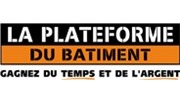 LA PLATEFORME
DU BATIMENT
GAGNEZ DU TEMPS ET DE L'ARGENT